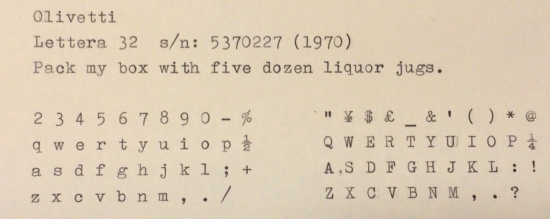 Olivetti
Lettera 32 s/n: 5370227 (1970)
Pack my box with five dozen liquor jugs.
2 3 4 5 6 7 8 9 0 - %
q w e r t y u i o p ½
a s d f g h j k l ; +
z x c v b n m , . /
" ¥ $ £ _ & ' ( ) * @
Q W E R T Y U I O P ¼
A S D F G H J K L : !
Z X C V B N M , . ?